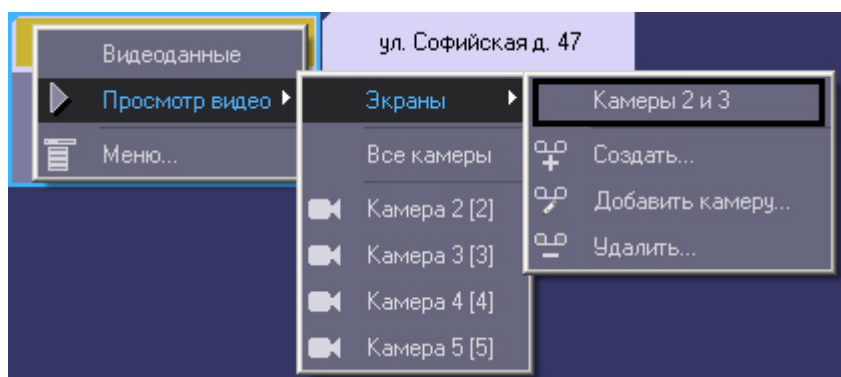 ул. Софийская д. 47
Видеоданные
Просмотр видео
Меню...
Экраны
Все камеры
Камера 2 [2]
Камера 3 [3]
Камера 4 [4]
Камера 5 [5]
Камеры 2 и 3
Создать...
Добавить камеру...
Удалить...